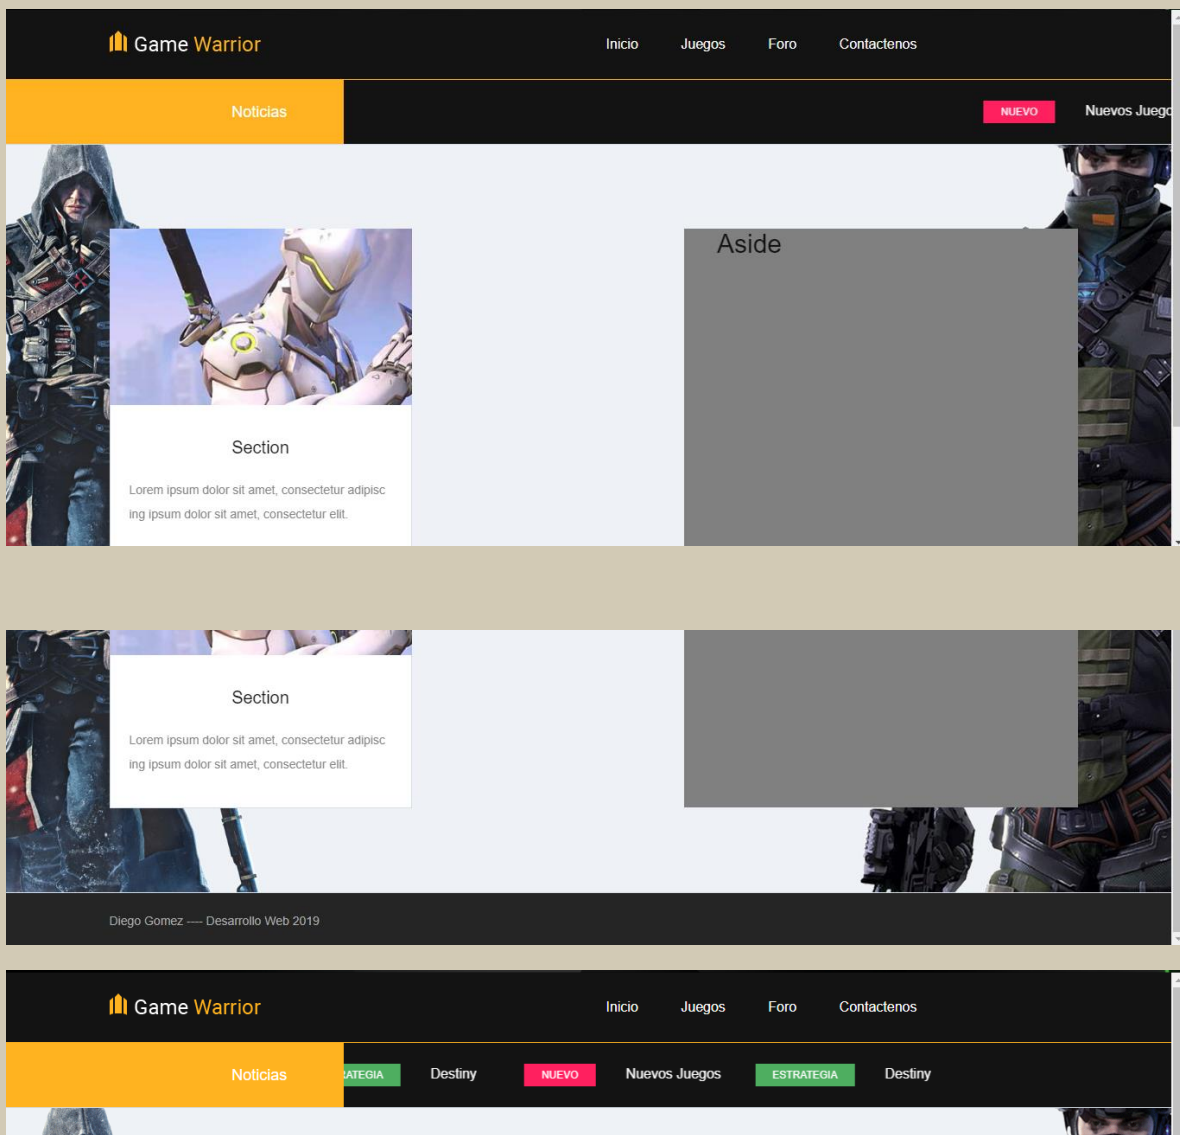 Game Warrior
Inicio Juegos Foro Contactenos
Noticias
NUEVO Nuevos Juego
Aside
Section
Lorem ipsum dolor sit amet, consectetur adipisc
ing ipsum dolor sit amet, consectetur elit.
Section
Lorem ipsum dolor sit amet, consectetur adipisc
ing ipsum dolor sit amet, consectetur elit.
Diego Gomez ---- Desarrollo Web 2019
Game Warrior
Inicio Juegos Foro Contactenos
Noticias
ATEGIA Destiny NUEVO Nuevos Juegos ESTRATEGIA Destiny